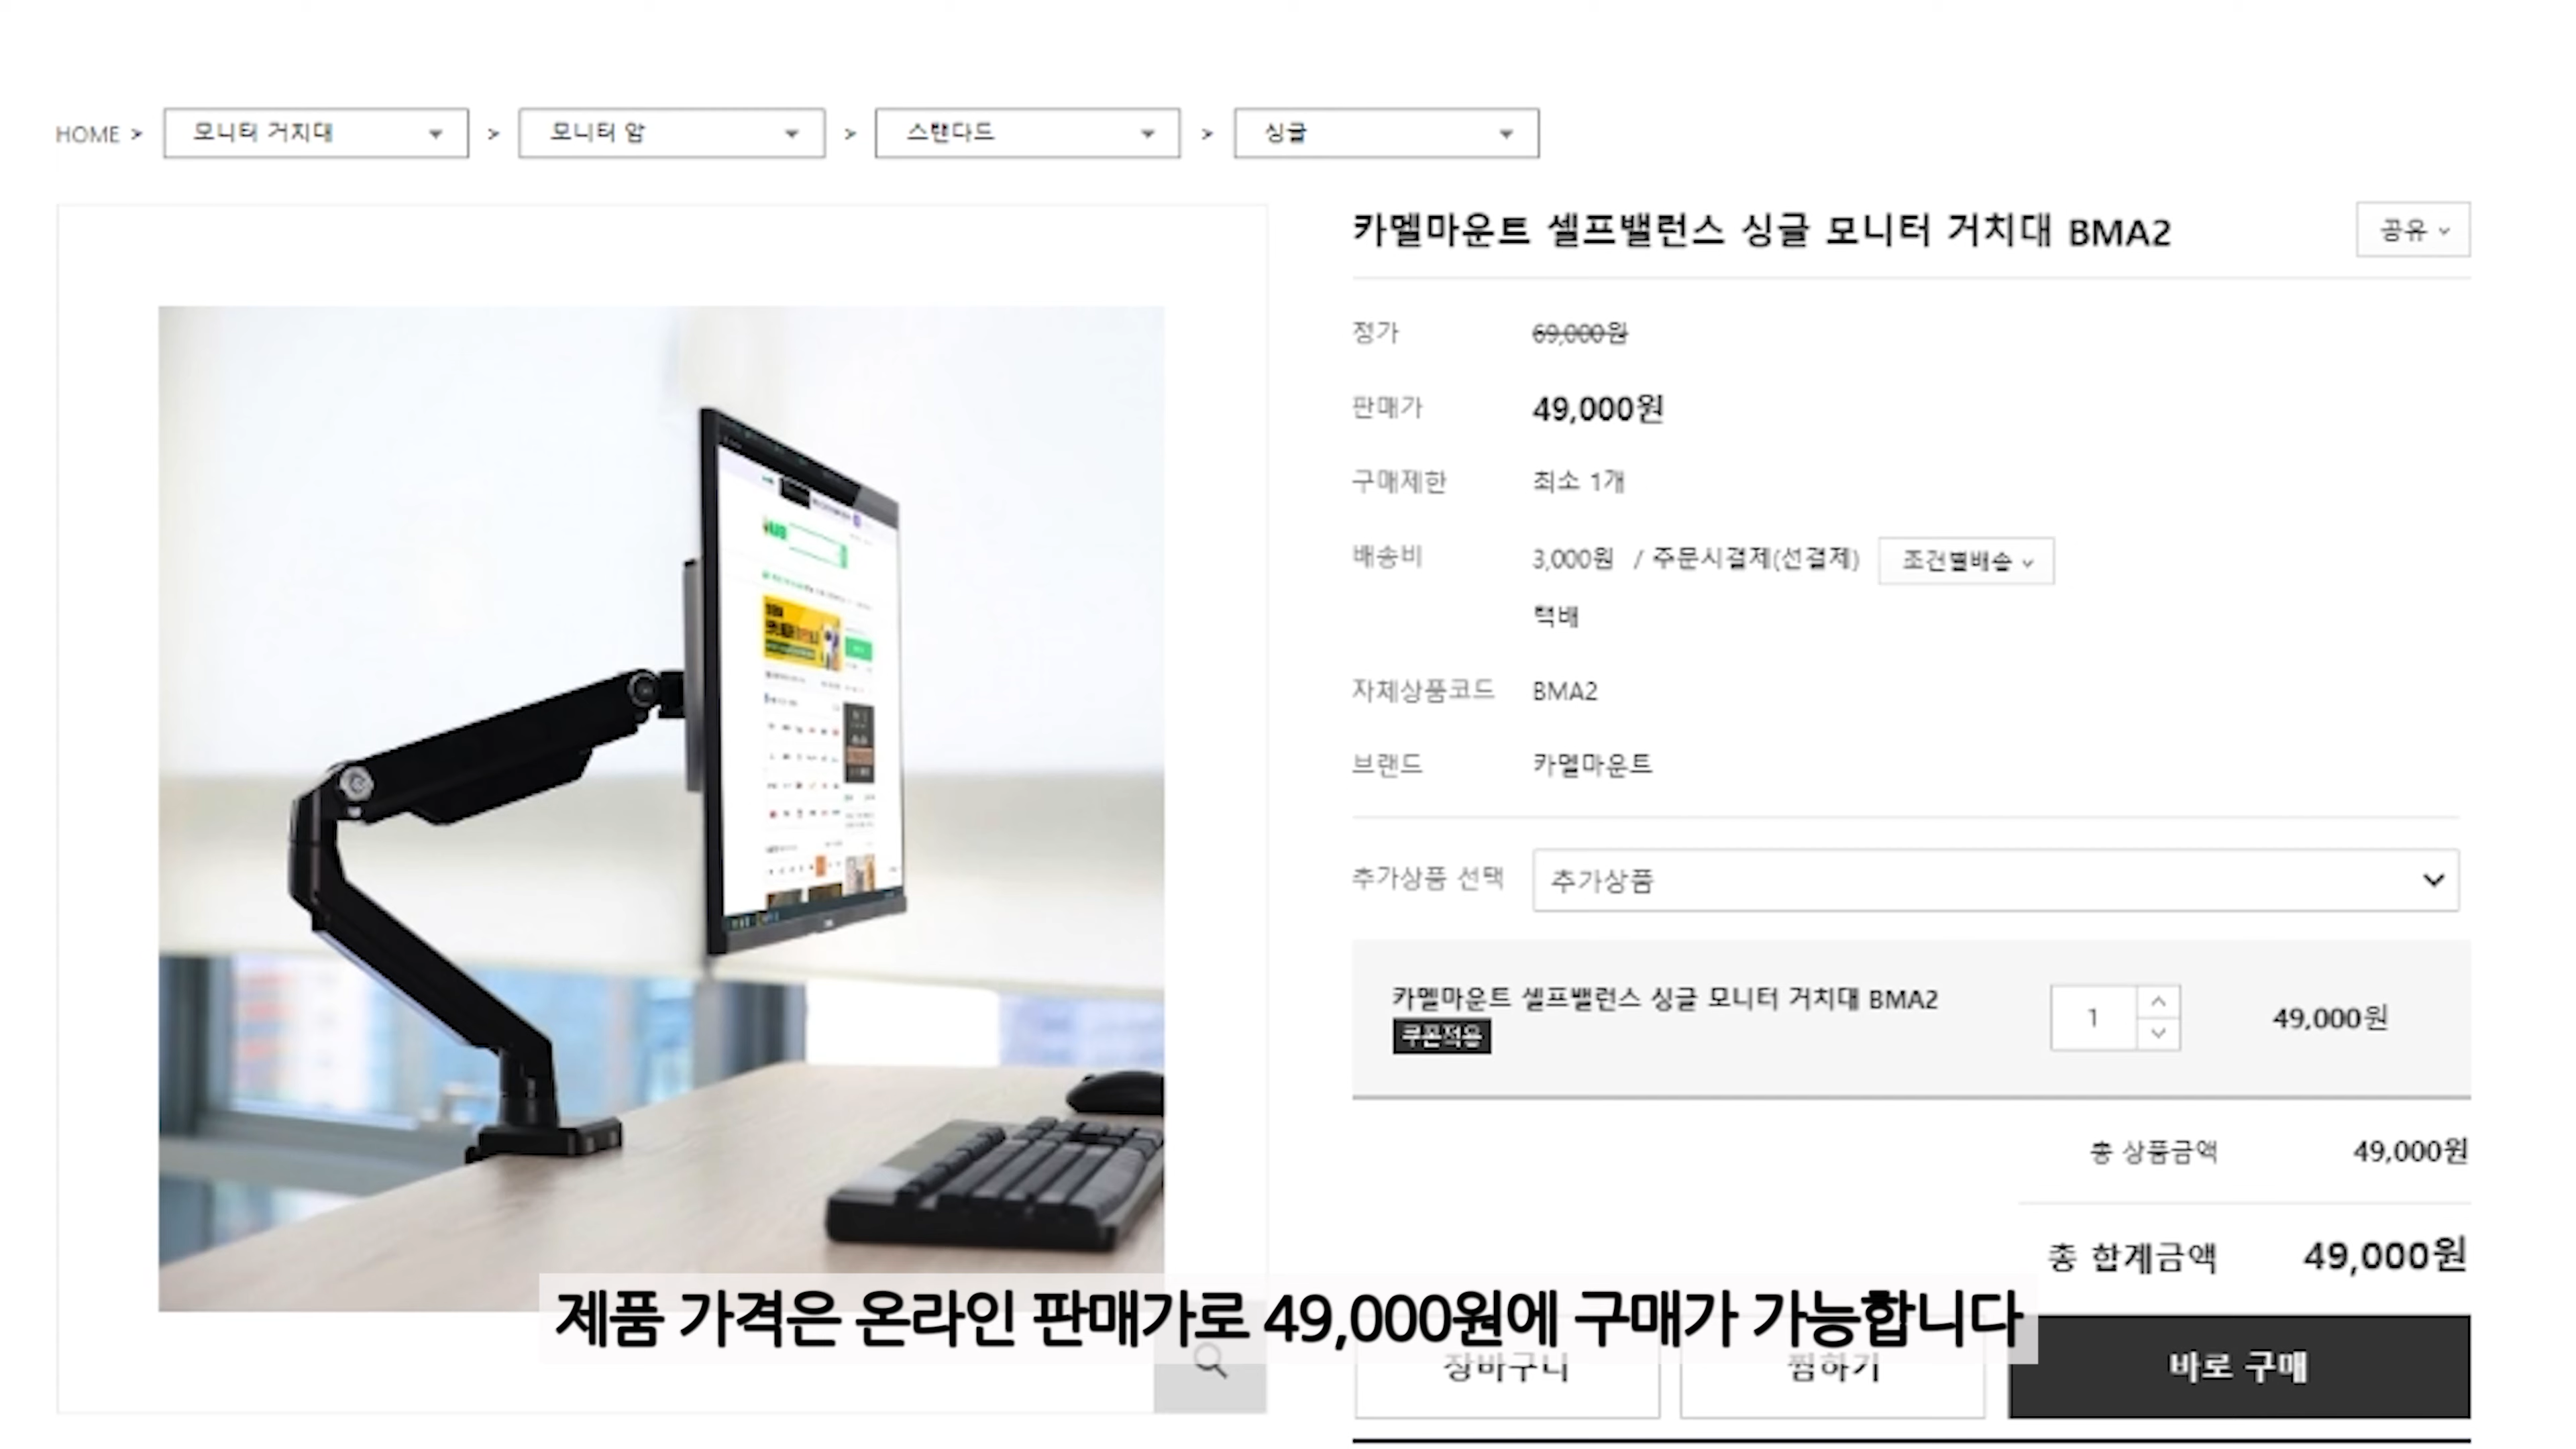 HOME > 모니터 거치대 > 모니터 암 > 스탠다드 > 싱글
카멜마운트 셀프밸런스 싱글 모니터 거치대 BMA2
공유
정가 69,000원
판매가 49,000원
구매제한 최소 1개
배송비 3,000원 / 주문시결제(선결제) 조건별배송
택배
자체상품코드 BMA2
브랜드 카멜마운트
추가상품 선택 추가상품
카멜마운트 셀프밸런스 싱글 모니터 거치대 BMA2
쿠폰적용
1
49,000원
총 상품금액 49,000원
총 합계금액 49,000원
제품 가격은 온라인 판매가로 49,000원에 구매가 가능합니다
장바구니 찜하기 바로 구매